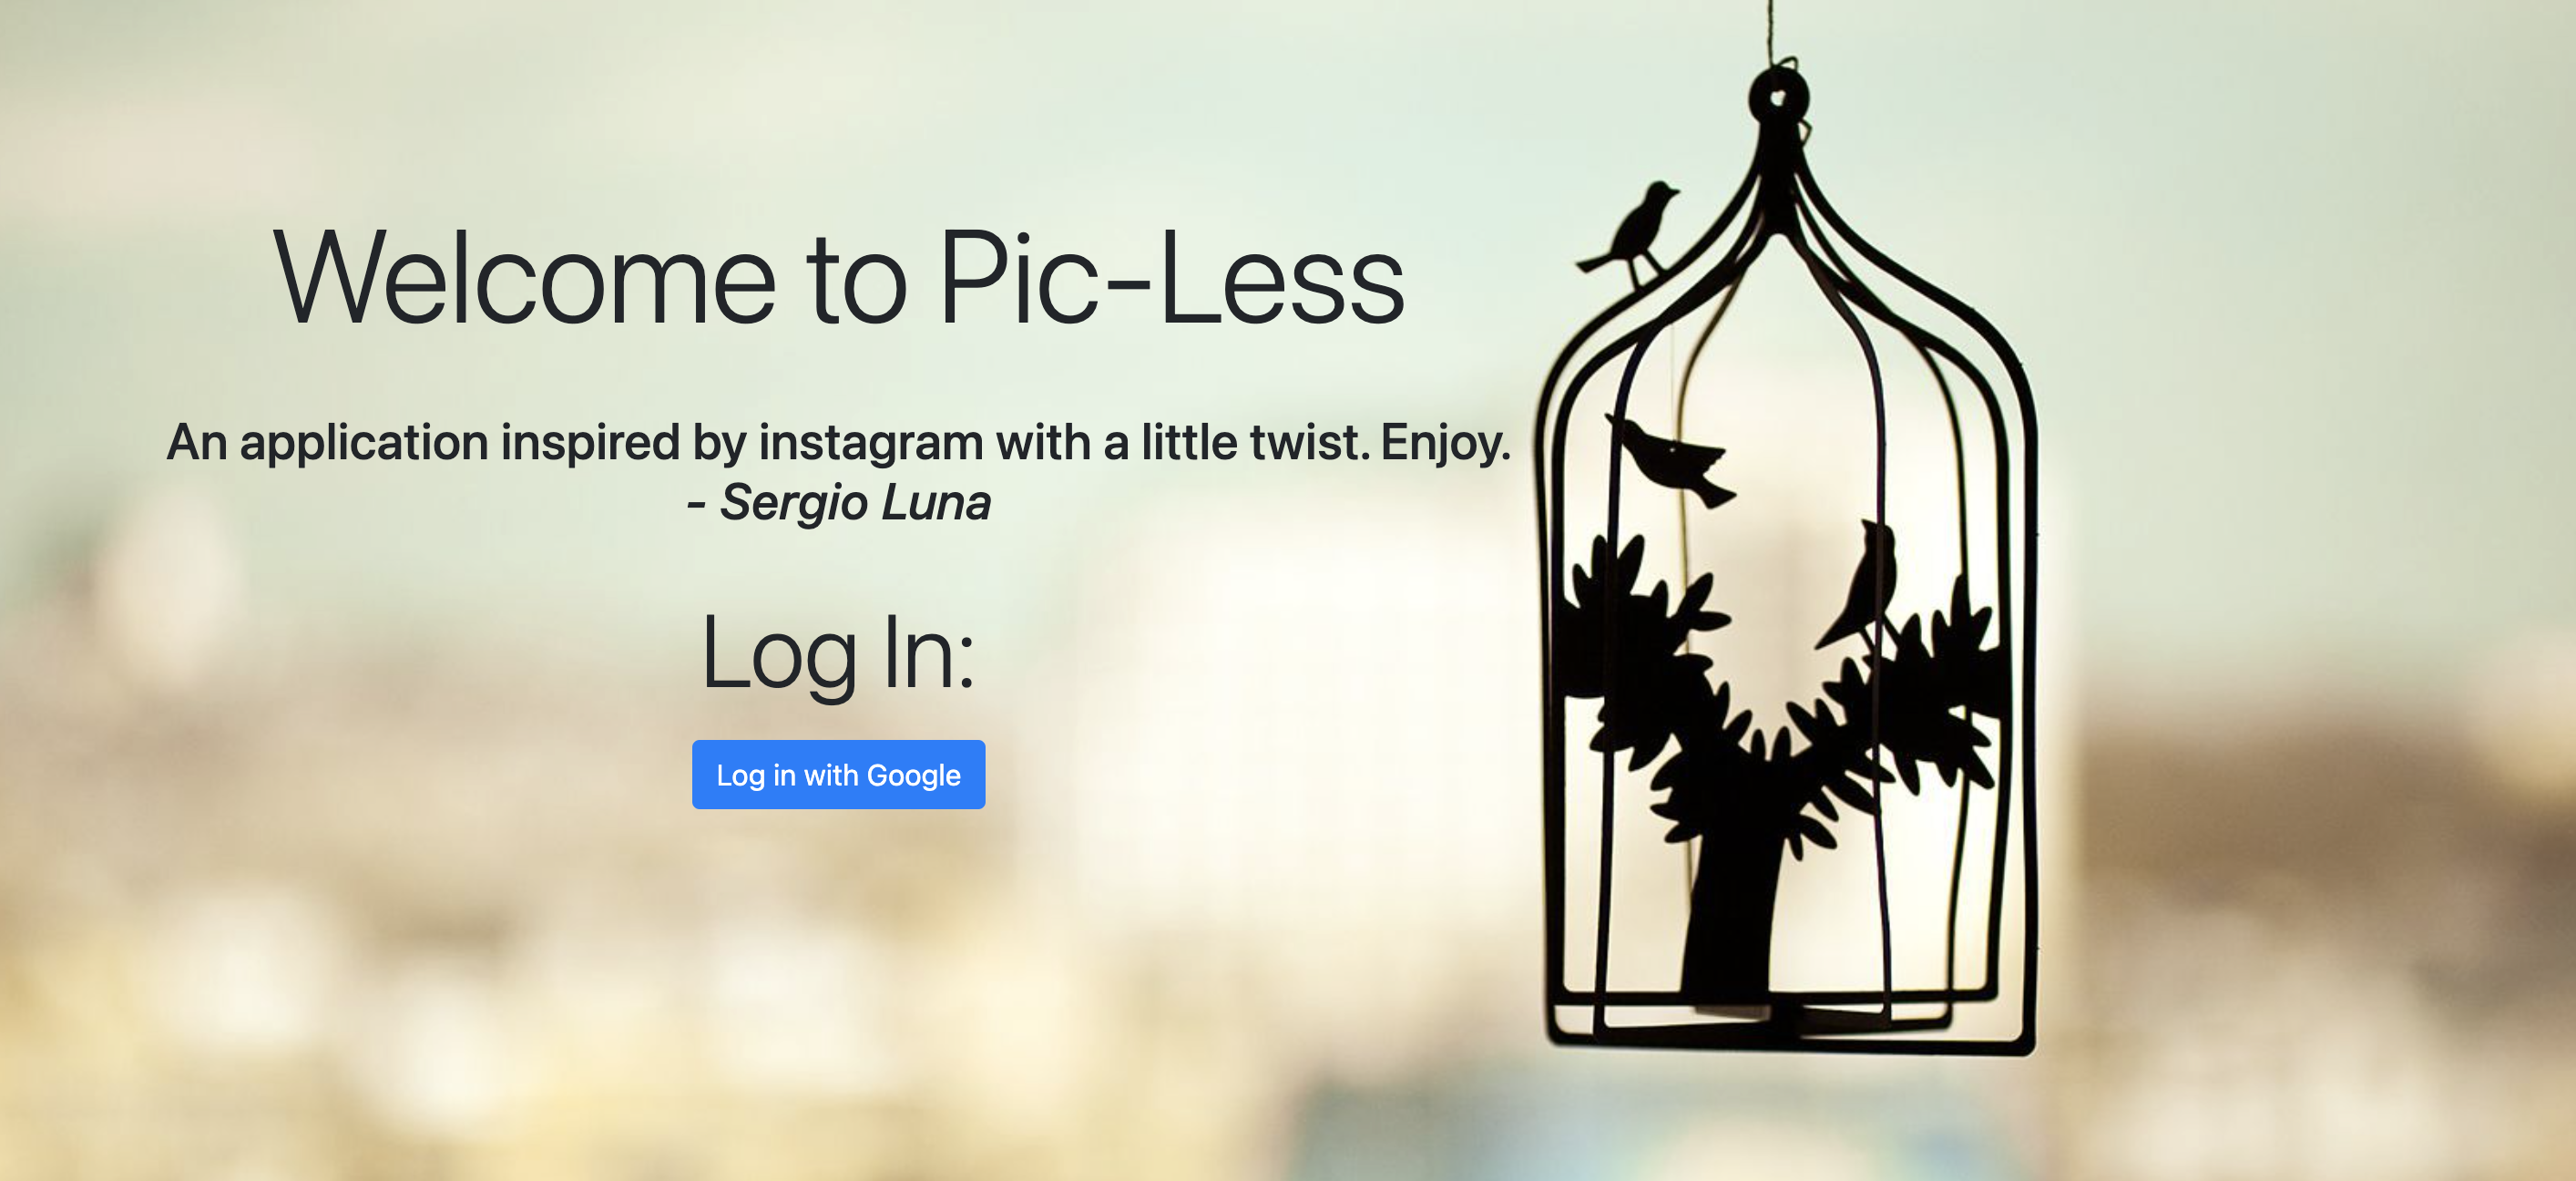 Welcome to Pic-Less
An application inspired by instagram with a little twist. Enjoy.
- Sergio Luna
Log In:
Log in with Google